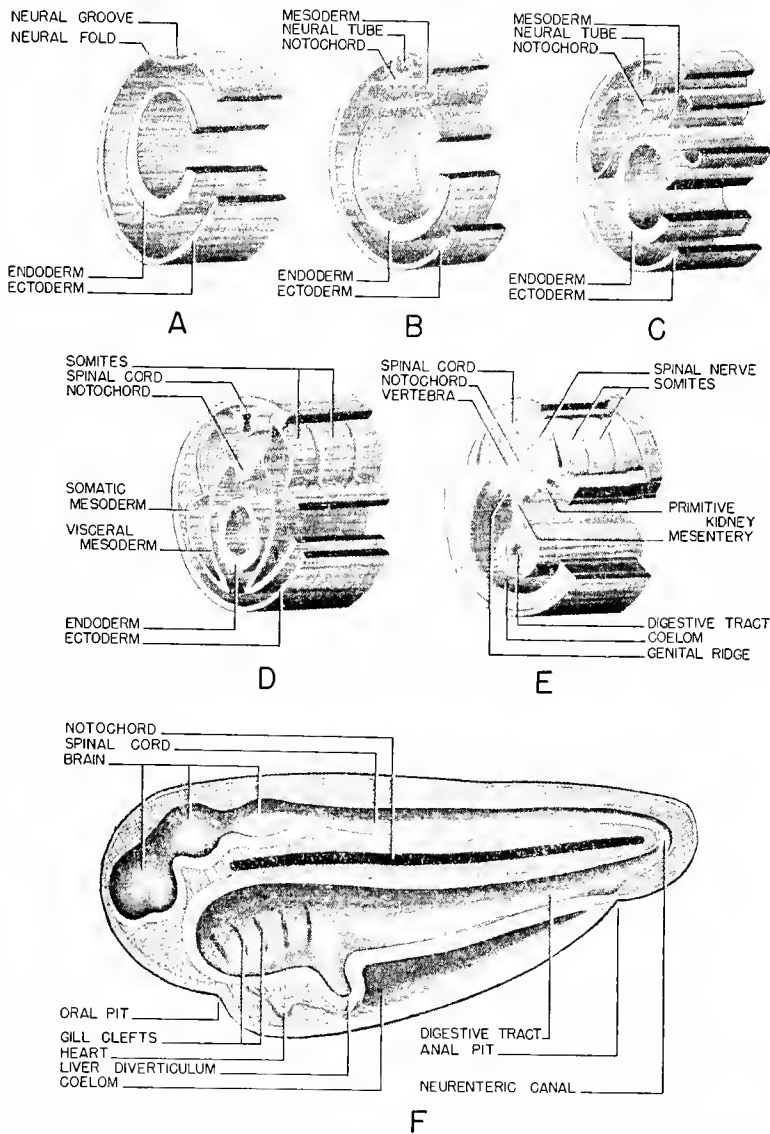 NEURAL GROOVE
NEURAL FOLD
ENDODERM
ECTODERM
A
MESODERM
NEURAL TUBE
NOTOCHORD
ENDODERM
ECTODERM
B
MESODERM
NEURAL TUBE
NOTOCHORD
ENDODERM
ECTODERM
C
SOMITES
SPINAL CORD
NOTOCHORD
SOMATIC
MESODERM
VISCERAL
MESODERM
ENDODERM
ECTODERM
D
SPINAL CORD
NOTOCHORD
VERTEBRA
SPINAL NERVE
SOMITES
PRIMITIVE
KIDNEY
MESENTERY
DIGESTIVE TRACT
COELOM
GENITAL RIDGE
E
NOTOCHORD
SPINAL CORD
BRAIN
ORAL PIT
GILL CLEFTS
HEART
LIVER DIVERTICULUM
COELOM
DIGESTIVE TRACT
ANAL PIT
NEURENTERIC CANAL
F